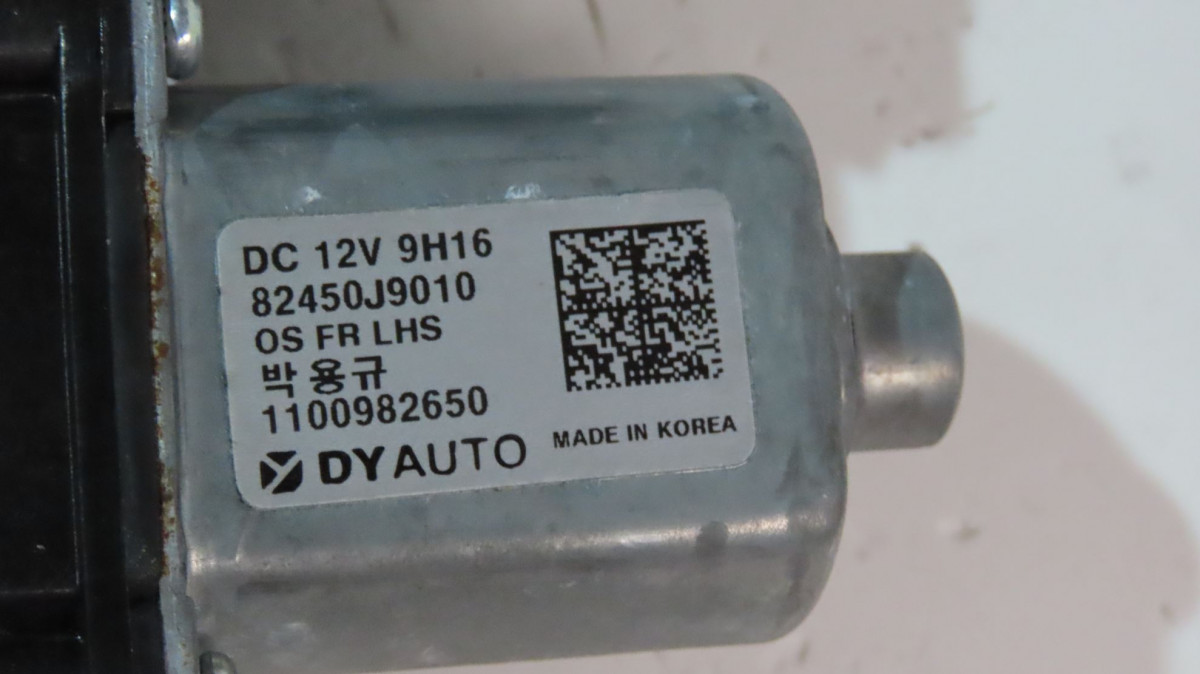 DC 12V 9H16
82450J9010
OS FR LHS
박용규
1100982650
DYAUTO
MADE IN KOREA